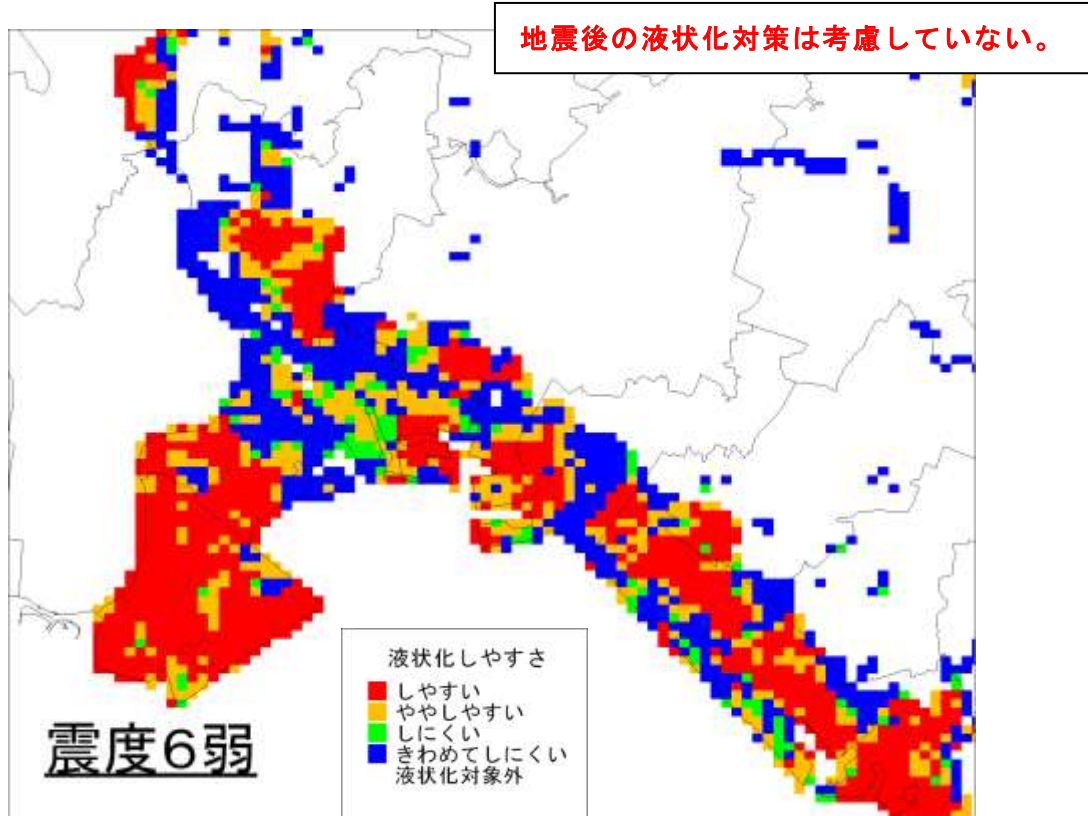 地震後の液状化対策は考慮していない。
液状化しやすさ
しやすい
ややしやすい
しにくい
きわめてしにくい
液状化対象外
震度6弱